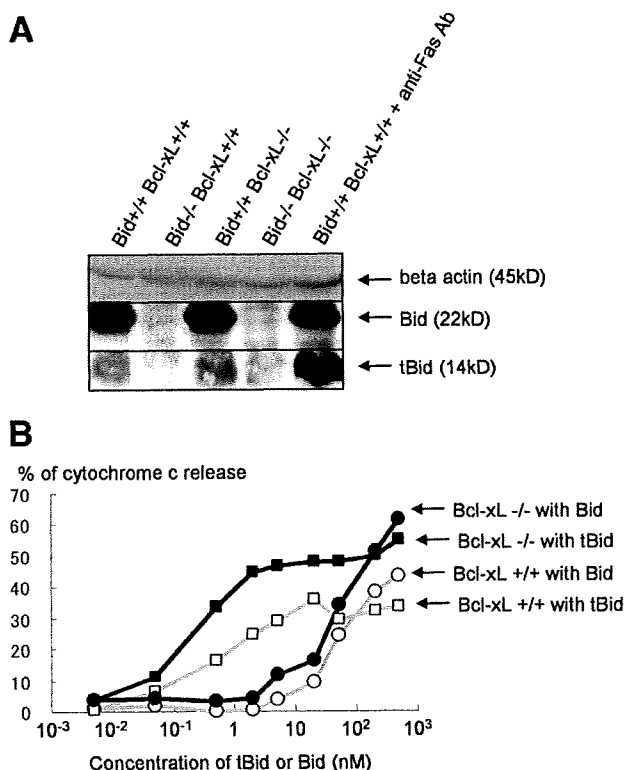 A
Bid+/+ Bcl-xL+/+
Bid-/- Bcl-xL+/+
Bid+/+ Bcl-xL-/-
Bid-/- Bcl-xL-/-
Bid+/+ Bcl-xL+/+ + anti-Fas Ab
beta actin (45kD)
Bid (22kD)
tBid (14kD)
B
% of cytochrome c release
70
60
50
40
30
20
10
0
Bcl-xL -/- with Bid
Bcl-xL -/- with tBid
Bcl-xL +/+ with Bid
Bcl-xL +/+ with tBid
10-3 10-2 10-1 1 10 102 103
Concentration of tBid or Bid (nM)